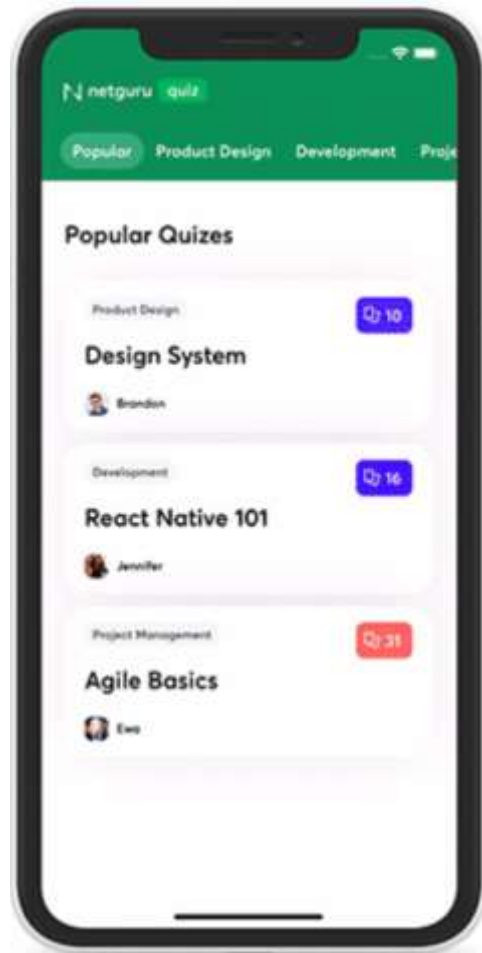 netguru quiz
Popular Product Design Development Proje
Popular Quizes
Product Design
10
Design System
Brandon
Development
16
React Native 101
Jennifer
Project Management
31
Agile Basics
Ewa